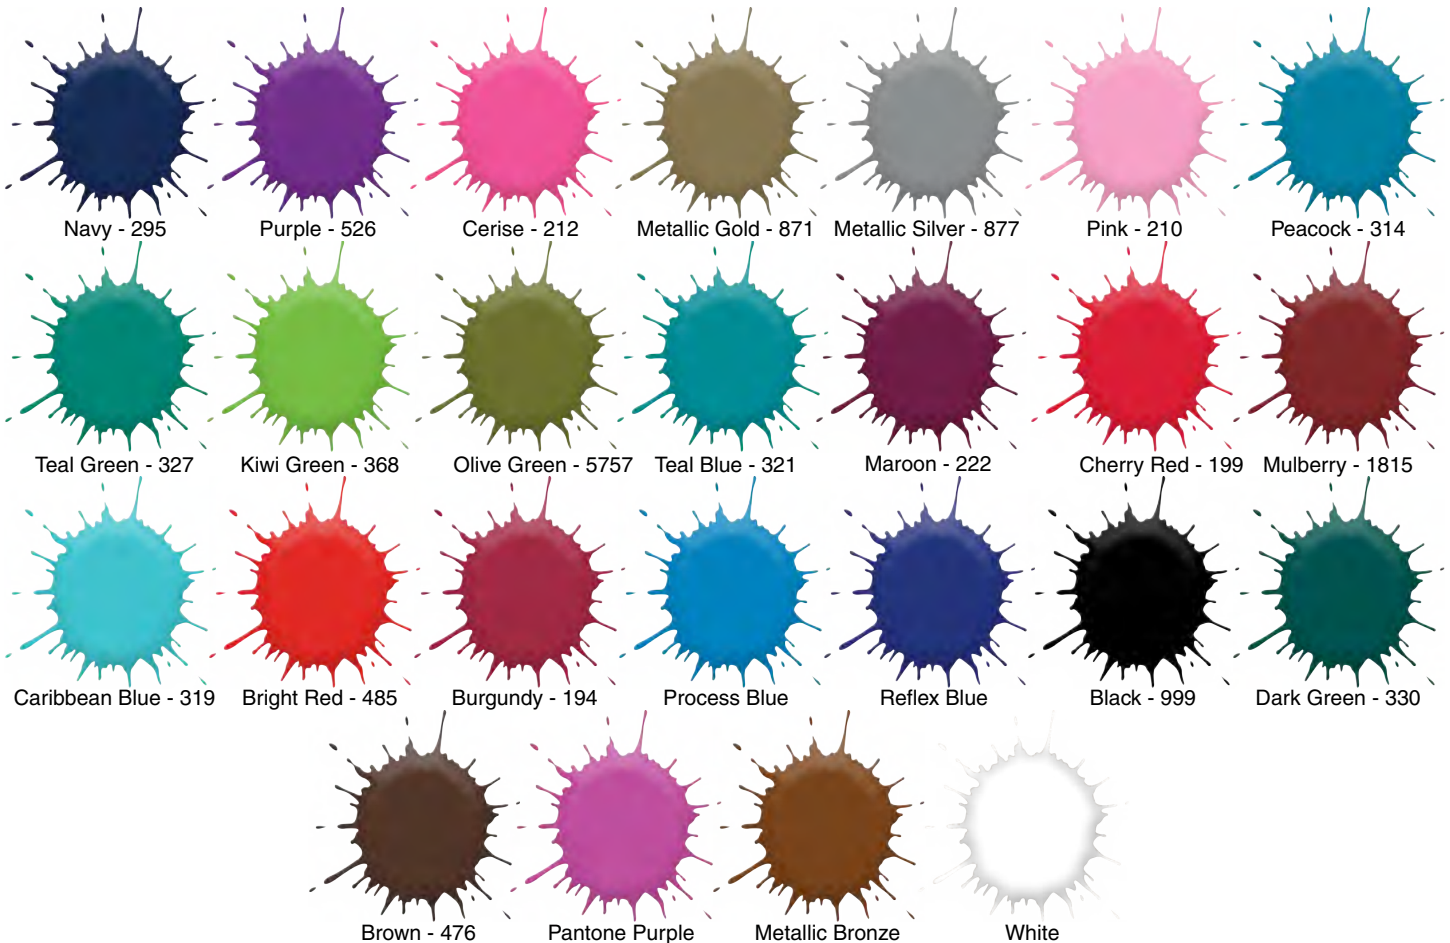 Navy - 295
Purple - 526
Cerise - 212
Metallic Gold - 871
Metallic Silver - 877
Pink - 210
Peacock - 314
Teal Green - 327
Kiwi Green - 368
Olive Green - 5757
Teal Blue - 321
Maroon - 222
Cherry Red - 199
Mulberry - 1815
Caribbean Blue - 319
Bright Red - 485
Burgundy - 194
Process Blue
Reflex Blue
Black - 999
Dark Green - 330
Brown - 476
Pantone Purple
Metallic Bronze
White